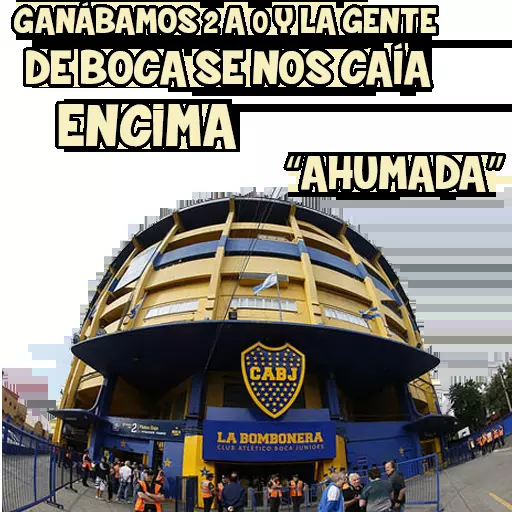 GANÁBAMOS 2 A 0 Y LA GENTE
DE BOCA SE NOS CAÍA
ENCIMA
"AHUMADA"
CABJ
LA BOMBONERA
CLUB ATLÉTICO BOCA JUNIORS
2